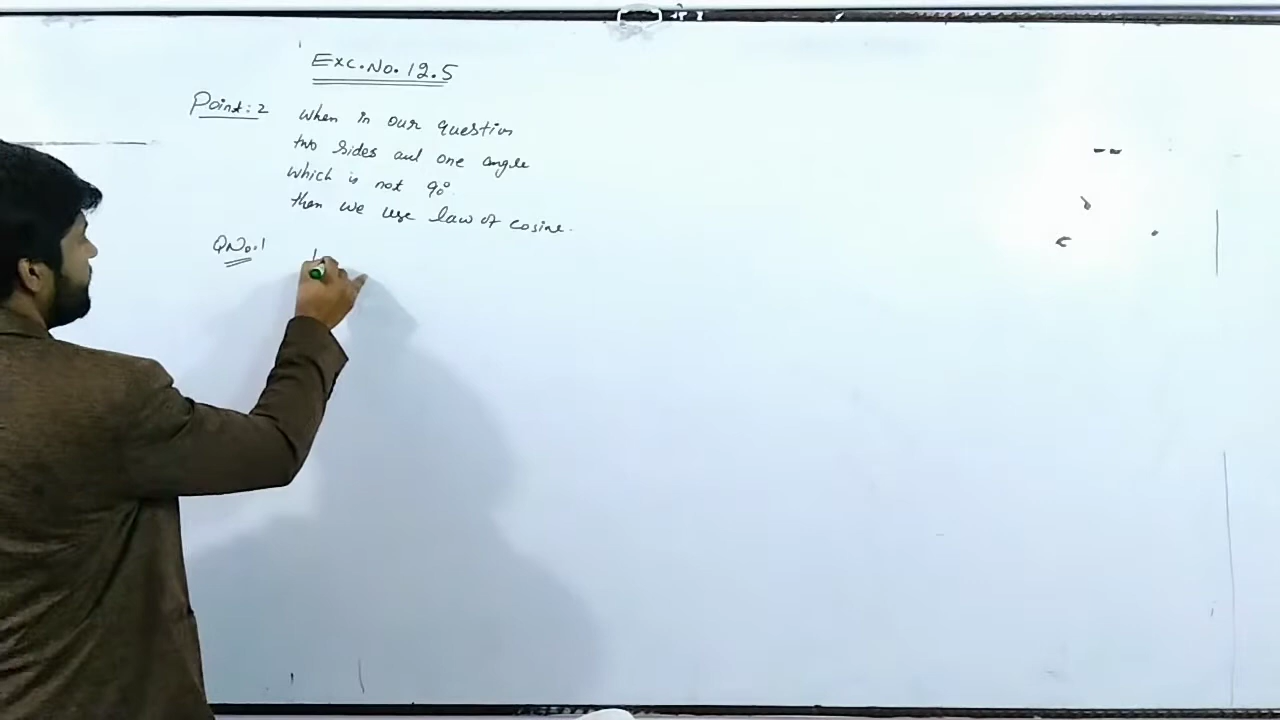 Exc.No.12.5
Point:2 when in our question
two sides and one angle
which is not 90°.
then we use law of cosine.
QNo.1